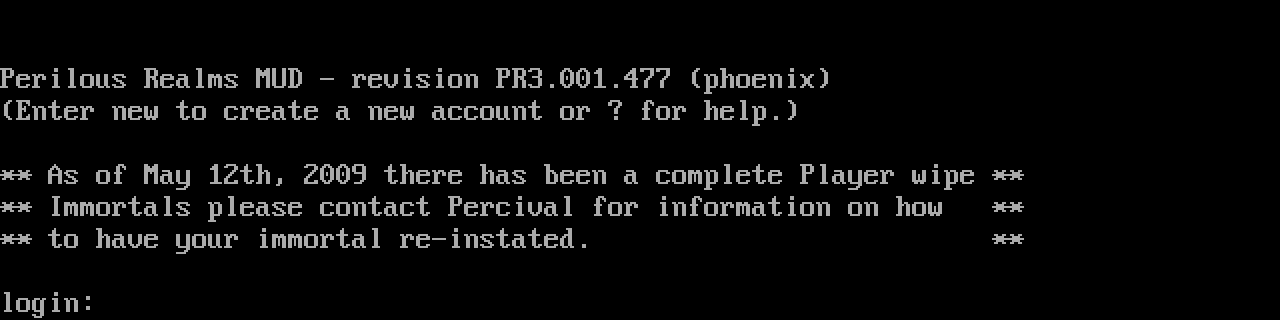 Perilous Realms MUD - revision PR3.001.477 (phoenix)
(Enter new to create a new account or ? for help.)
** As of May 12th, 2009 there has been a complete Player wipe **
** Immortals please contact Percival for information on how   **
** to have your immortal re-instated.                         **
login: